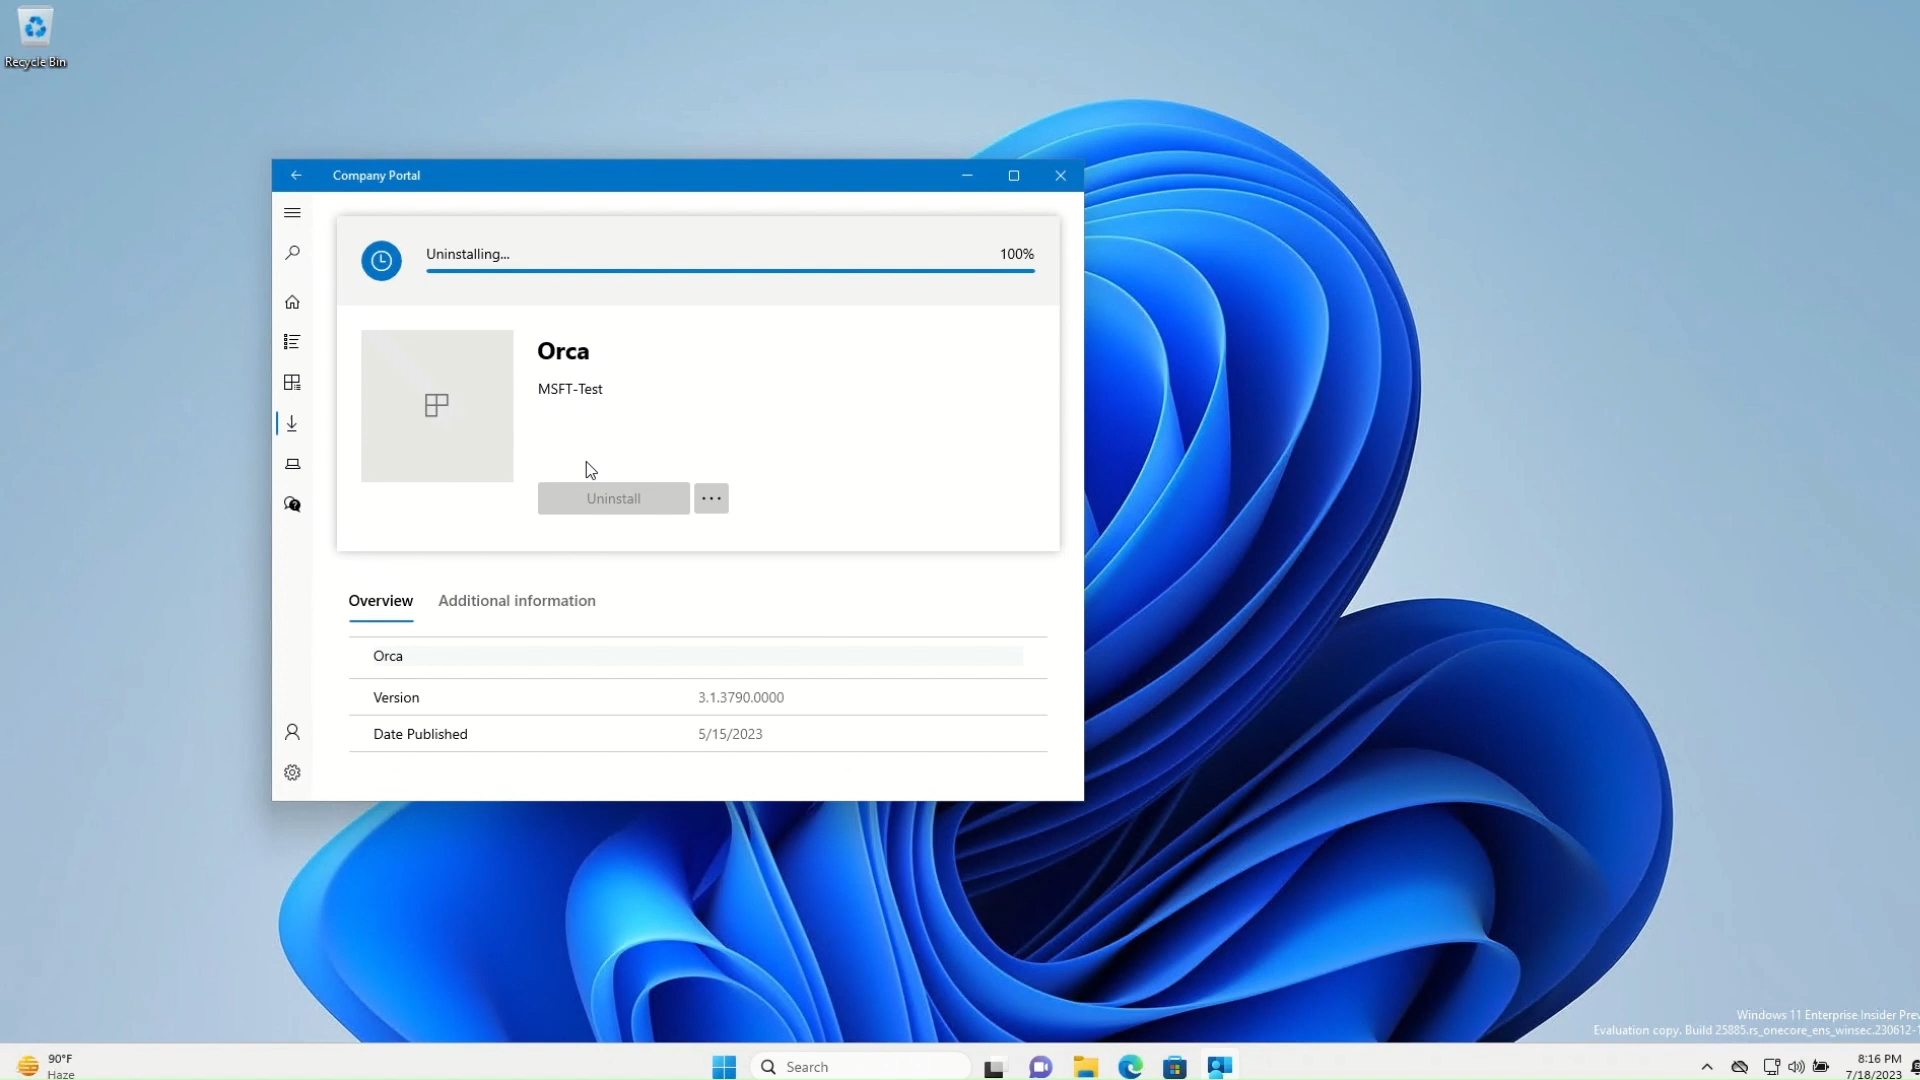 Recycle Bin
Company Portal
Uninstalling...
100%
Orca
MSFT-Test
Uninstall
Overview
Additional information
Orca
Version
3.1.3790.0000
Date Published
5/15/2023
Windows 11 Enterprise Insider Prev
Evaluation copy. Build 25885.rs_onecore_ens_winsec.230612-1
90°F
Haze
Search
8:16 PM
7/18/2023